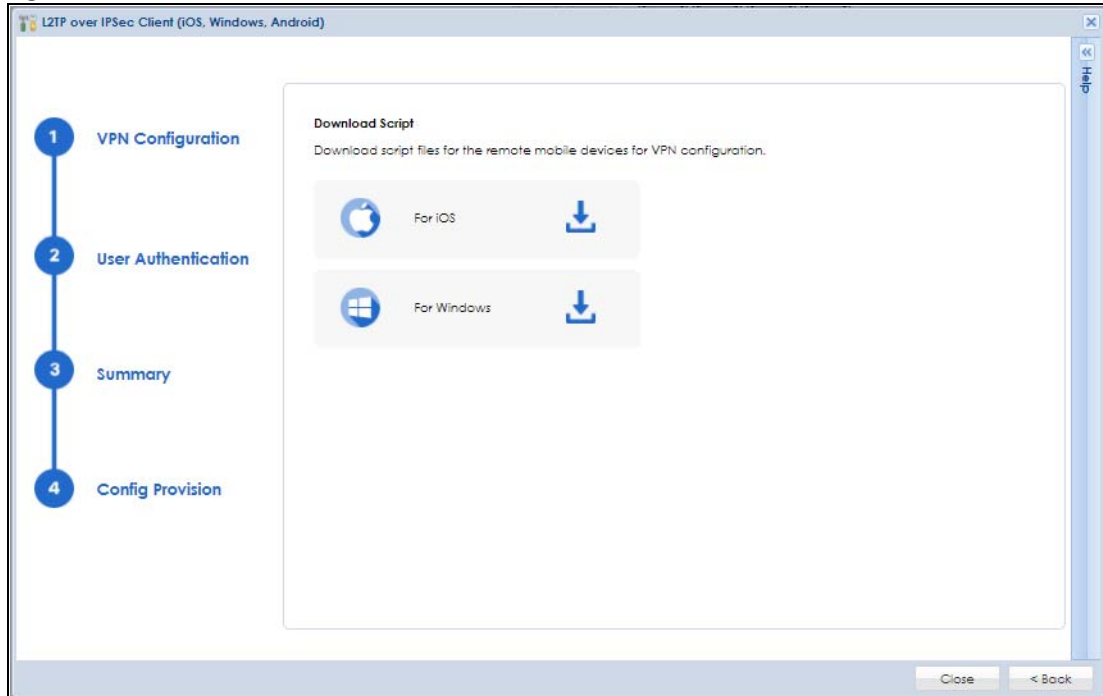 L2TP over IPSec Client (iOS, Windows, Android)
Help
1 VPN Configuration
2 User Authentication
3 Summary
4 Config Provision
Download Script
Download script files for the remote mobile devices for VPN configuration.
For iOS
For Windows
Close
< Back